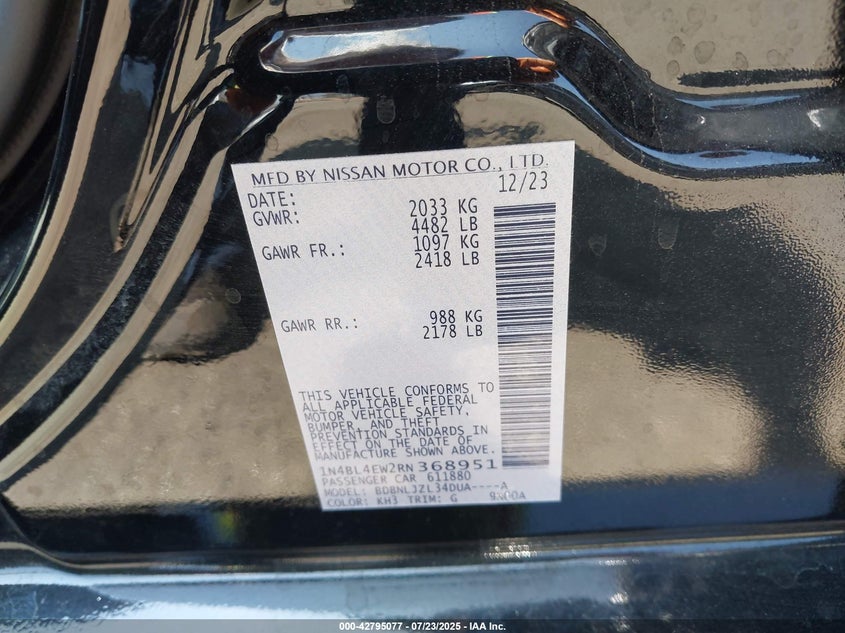 MFD BY NISSAN MOTOR CO., LTD.
DATE: 12/23
GVWR: 2033 KG
4482 LB
GAWR FR.: 1097 KG
2418 LB
GAWR RR.: 988 KG
2178 LB
THIS VEHICLE CONFORMS TO
ALL APPLICABLE FEDERAL
MOTOR VEHICLE SAFETY,
BUMPER, AND THEFT
PREVENTION STANDARDS IN
EFFECT ON THE DATE OF
MANUFACTURE SHOWN ABOVE.
1N4BL4EW2RN368951
PASSENGER CAR 611880
MODEL: BDBNLJZL34DUA----A
COLOR: KH3 TRIM: G
000-42795077 - 07/23/2025 - IAA Inc.